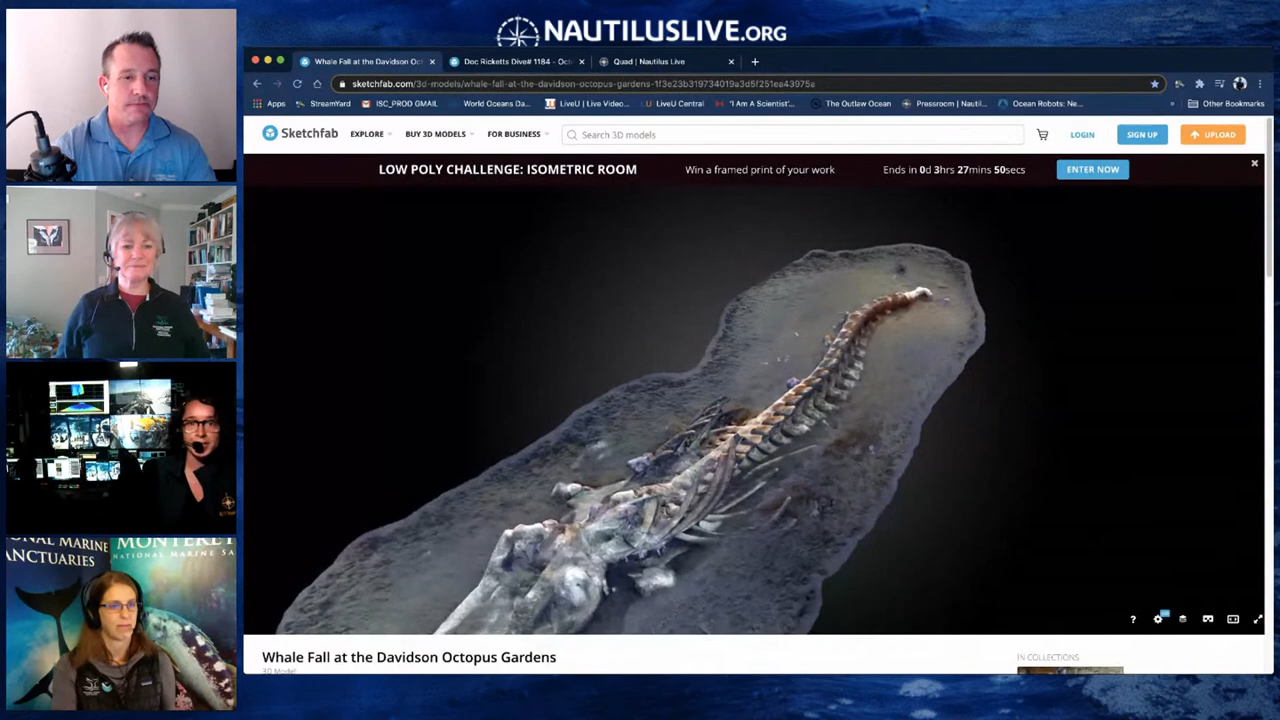 NAUTILUSLIVE.ORG
Whale Fall at the Davidson Oct
Doc Ricketts Dive# 1184 - Oct
Quad | Nautilus Live
sketchfab.com/3d-models/whale-fall-at-the-davidson-octopus-gardens-1f3e23b319734019a3d5f251ea43975a
Apps StreamYard ISC_PROD GMAIL World Oceans Da... LiveU | Live Video... LiveU Central "I Am a Scientist'... The Outlaw Ocean Pressroom | Nautil... Ocean Robots: Ne... » Other Bookmarks
Sketchfab EXPLORE BUY 3D MODELS FOR BUSINESS Search 3D models LOGIN SIGN UP UPLOAD
LOW POLY CHALLENGE: ISOMETRIC ROOM Win a framed print of your work Ends in 0d 3hrs 27mins 50secs ENTER NOW
?
Whale Fall at the Davidson Octopus Gardens
3D Model
IN COLLECTIONS
ONAL MARINE
ANCTUARIES
MONTEREY
NATIONAL MARINE SA